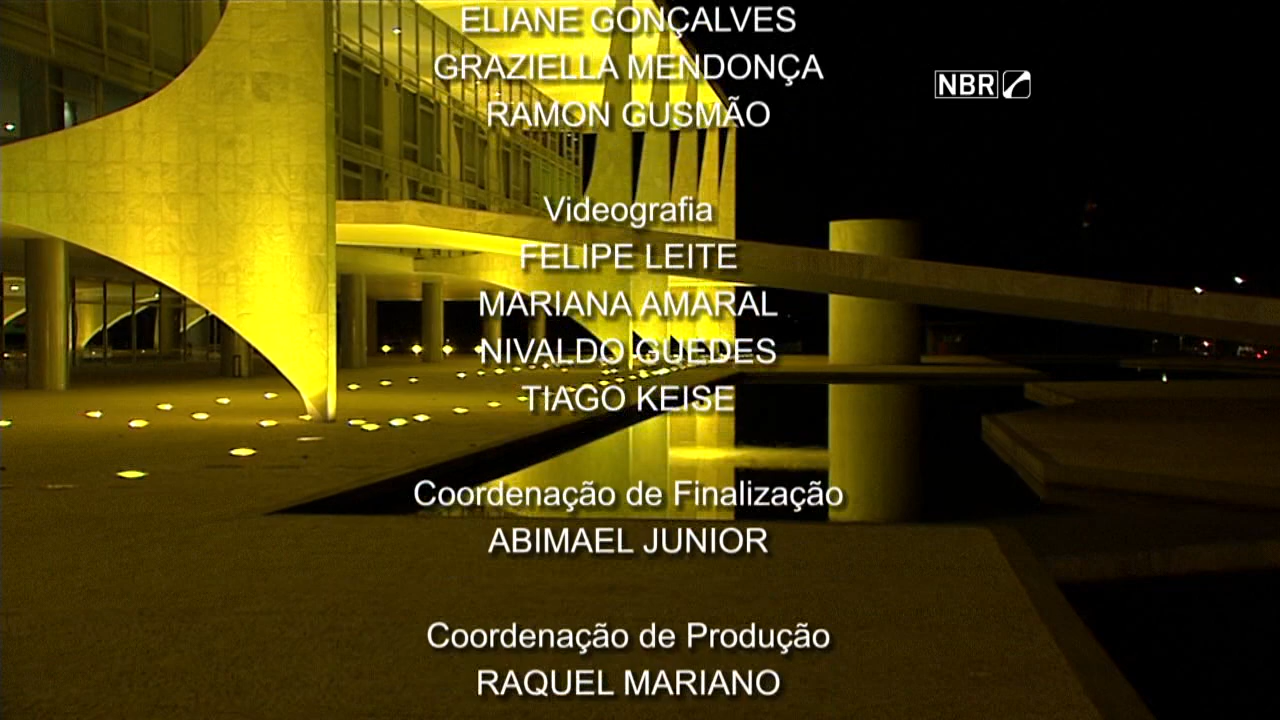 ELIANE GONÇALVES
GRAZIELLA MENDONÇA
NBR
RAMON GUSMÃO
Videografia
FELIPE LEITE
MARIANA AMARAL
NIVALDO GUEDES
TIAGO KEISE
Coordenação de Finalização
ABIMAEL JUNIOR
Coordenação de Produção
RAQUEL MARIANO